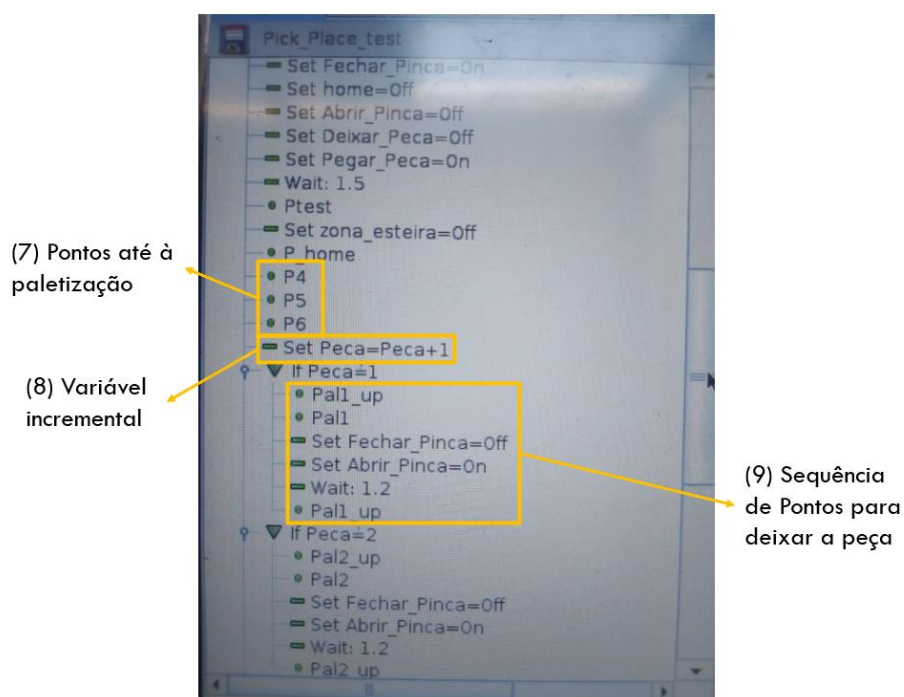 Pick_Place_test
Set Fechar_Pinca=On
Set home=Off
Set Abrir_Pinca=Off
Set Deixar_Peca=Off
Set Pegar_Peca=On
Wait: 1.5
Ptest
Set zona_esteira=Off
P_home
P4
P5
P6
Set Peca=Peca+1
If Peca≟1
Pal1_up
Pal1
Set Fechar_Pinca=Off
Set Abrir_Pinca=On
Wait: 1.2
Pal1_up
If Peca≟2
Pal2_up
Pal2
Set Fechar_Pinca=Off
Set Abrir_Pinca=On
Wait: 1.2
Pal2_up
(7) Pontos até à
paletização
(8) Variável
incremental
(9) Sequência
de Pontos para
deixar a peça